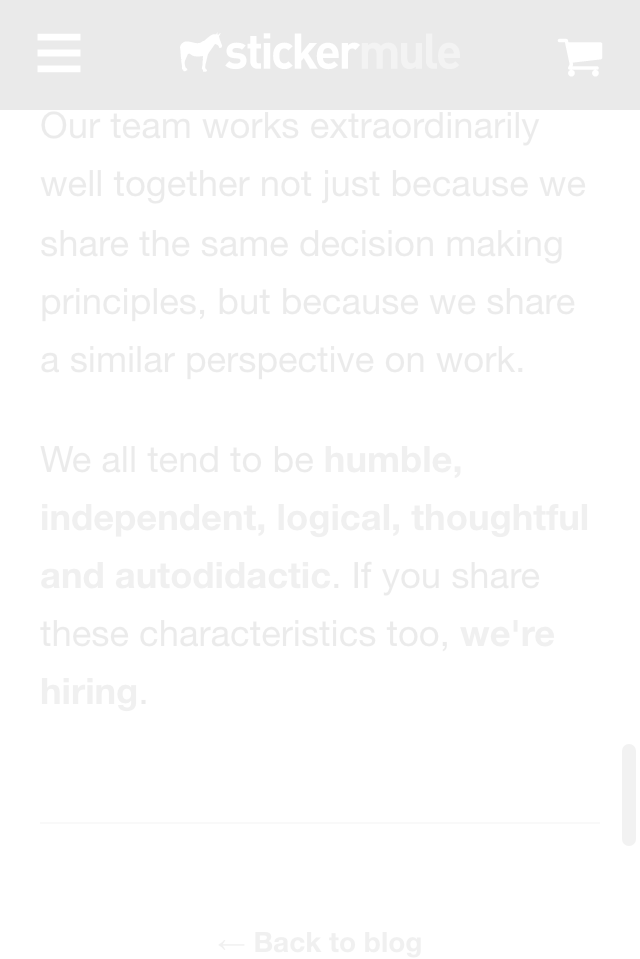 stickermule
Our team works extraordinarily
well together not just because we
share the same decision making
principles, but because we share
a similar perspective on work.
We all tend to be humble,
independent, logical, thoughtful
and autodidactic. If you share
these characteristics too, we're
hiring.
← Back to blog